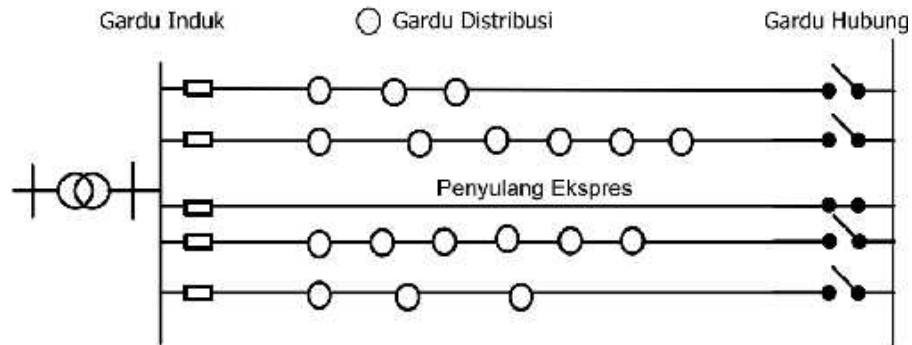 Gardu Induk
Gardu Distribusi
Gardu Hubung
Penyulang Ekspres